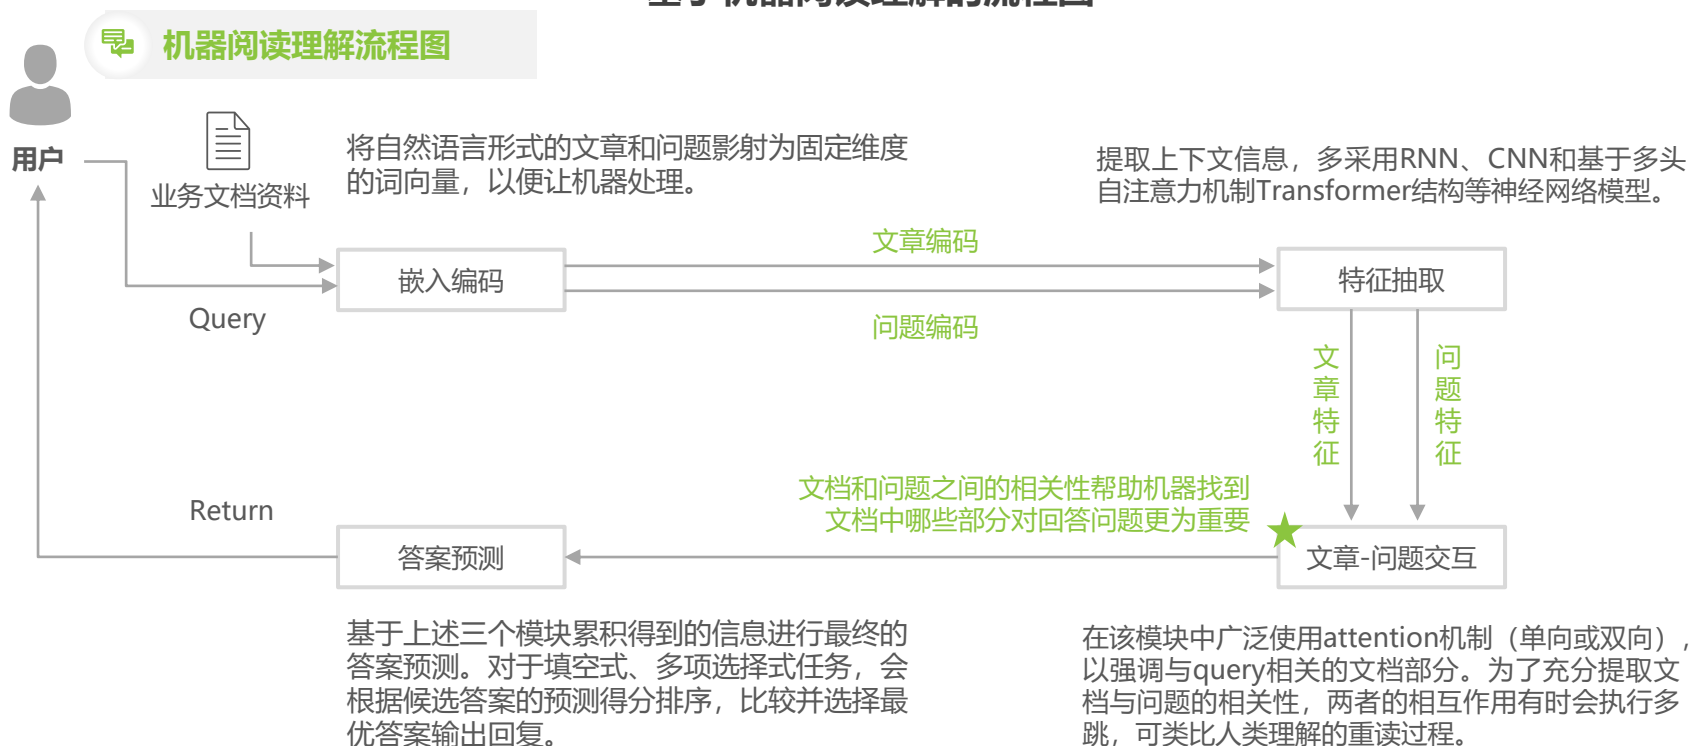 基于机器阅读理解的流程图
机器阅读理解流程图
用户
业务文档资料
将自然语言形式的文章和问题影射为固定维度
的词向量，以便让机器处理。
提取上下文信息，多采用RNN、CNN和基于多头
自注意力机制Transformer结构等神经网络模型。
文章编码
嵌入编码
特征抽取
Query
问题编码
文章特征
问题特征
文档和问题之间的相关性帮助机器找到
文档中哪些部分对回答问题更为重要
Return
答案预测
文章-问题交互
基于上述三个模块累积得到的信息进行最终的
答案预测。对于填空式、多项选择式任务，会
根据候选答案的预测得分排序，比较并选择最
优答案输出回复。
在该模块中广泛使用attention机制（单向或双向），
以强调与query相关的文档部分。为了充分提取文
档与问题的相关性，两者的相互作用有时会执行多
跳，可类比人类理解的重读过程。